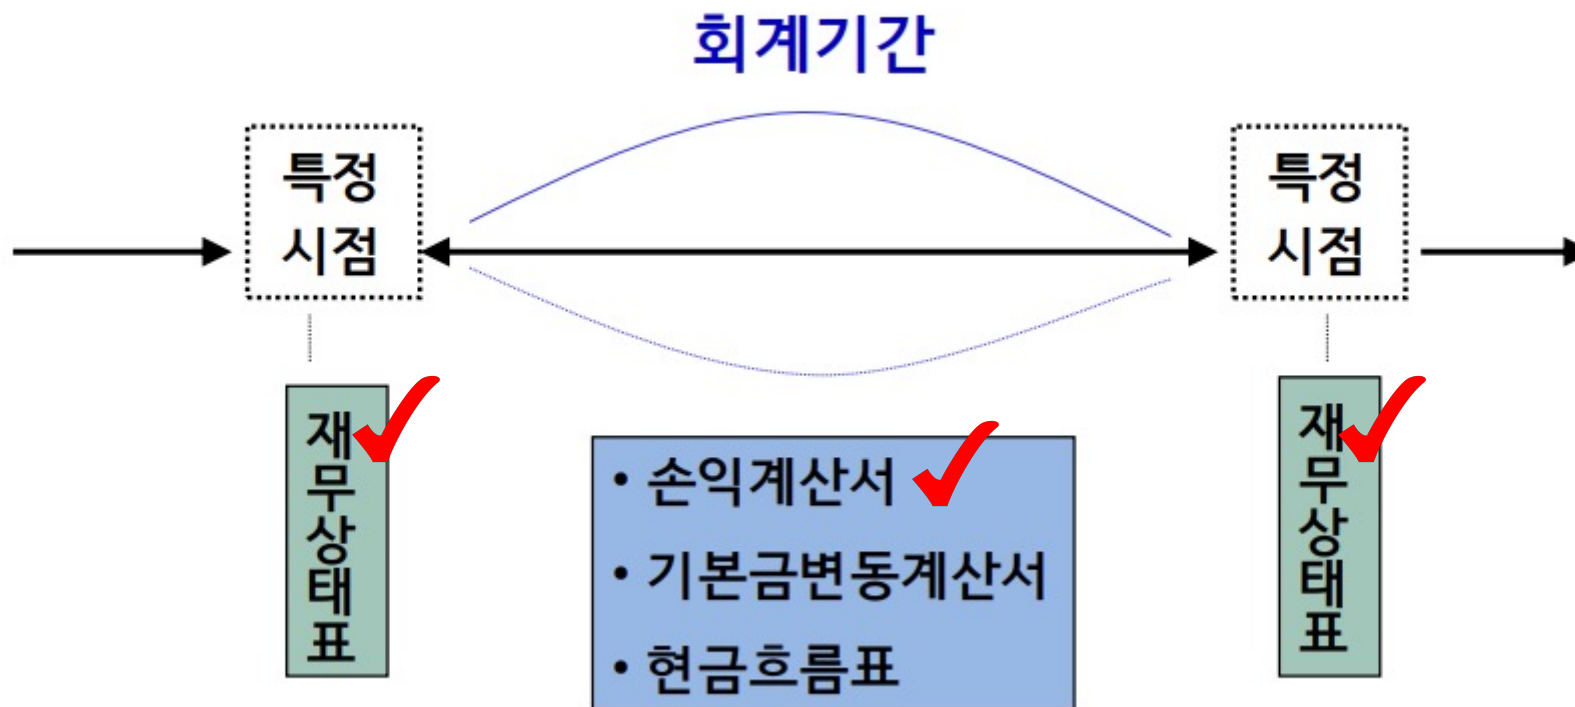 회계기간
특정
시점
특정
시점
재무상태표
• 손익계산서
• 기본금변동계산서
• 현금흐름표
재무상태표